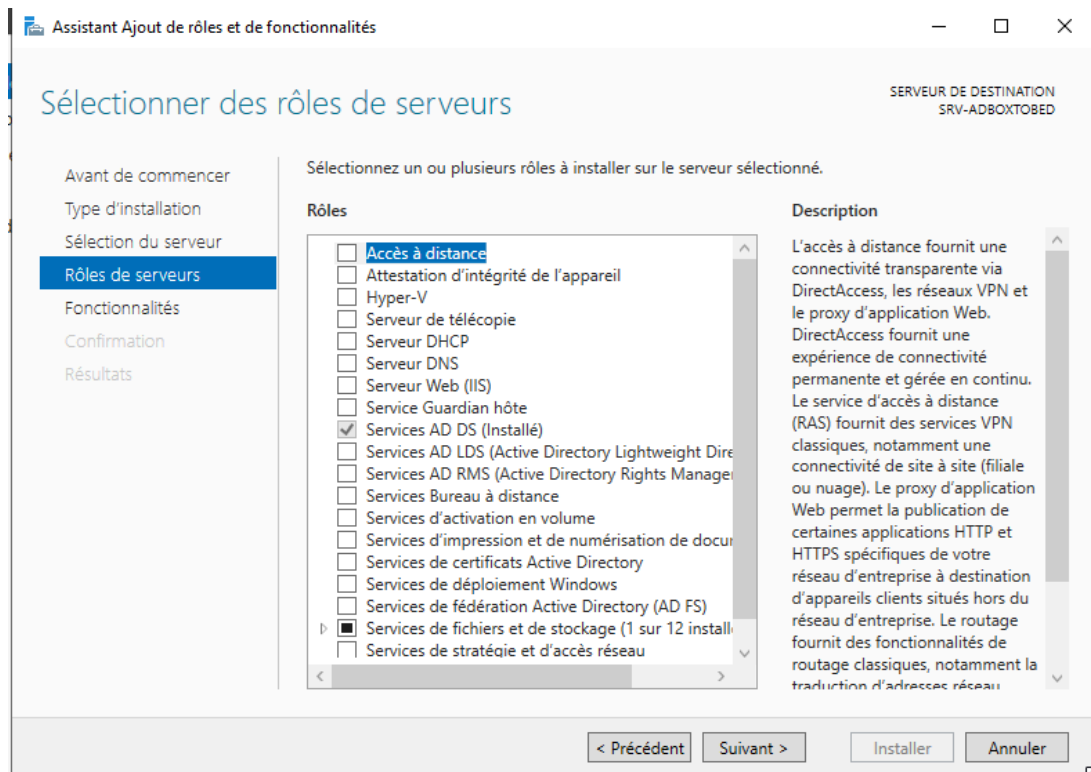 Assistant Ajout de rôles et de fonctionnalités
Sélectionner des rôles de serveurs
SERVEUR DE DESTINATION
SRV-ADBOXTOBED
Avant de commencer
Type d'installation
Sélection du serveur
Rôles de serveurs
Fonctionnalités
Confirmation
Résultats
Sélectionnez un ou plusieurs rôles à installer sur le serveur sélectionné.
Rôles
Accès à distance
Attestation d'intégrité de l'appareil
Hyper-V
Serveur de télécopie
Serveur DHCP
Serveur DNS
Serveur Web (IIS)
Service Guardian hôte
Services AD DS (Installé)
Services AD LDS (Active Directory Lightweight Dire
Services AD RMS (Active Directory Rights Manager
Services Bureau à distance
Services d'activation en volume
Services d'impression et de numérisation de docur
Services de certificats Active Directory
Services de déploiement Windows
Services de fédération Active Directory (AD FS)
Services de fichiers et de stockage (1 sur 12 install
Services de stratégie et d'accès réseau
Description
L'accès à distance fournit une
connectivité transparente via
DirectAccess, les réseaux VPN et
le proxy d'application Web.
DirectAccess fournit une
expérience de connectivité
permanente et gérée en continu.
Le service d'accès à distance
(RAS) fournit des services VPN
classiques, notamment une
connectivité de site à site (filiale
ou nuage). Le proxy d'application
Web permet la publication de
certaines applications HTTP et
HTTPS spécifiques de votre
réseau d'entreprise à destination
d'appareils clients situés hors du
réseau d'entreprise. Le routage
fournit des fonctionnalités de
routage classiques, notamment la
traduction d'adresses réseau
< Précédent
Suivant >
Installer
Annuler